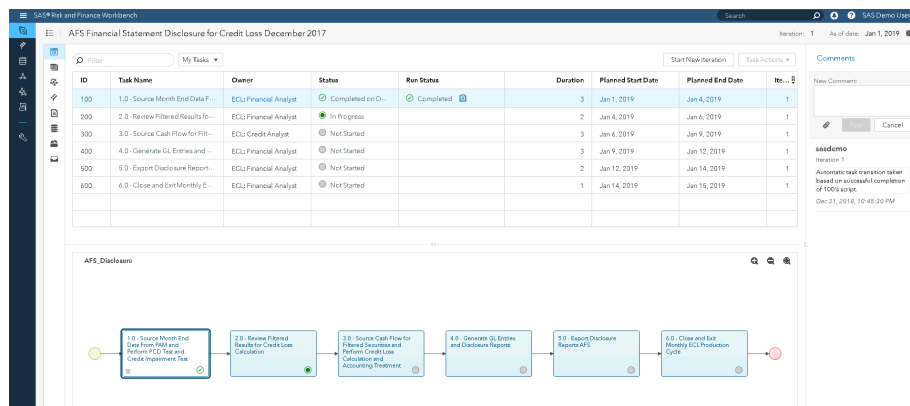 SAS® Risk and Finance Workbench
Search
SAS Demo User
AFS Financial Statement Disclosure for Credit Loss December 2017
Iteration: 1 As of date: Jan 1, 2019
Filter
My Tasks
Start New Iteration
Task Actions
ID Task Name Owner Status Run Status Duration Planned Start Date Planned End Date Ite...
100 1.0 - Source Month End Data F... ECL: Financial Analyst Completed on D... Completed 3 Jan 1, 2019 Jan 4, 2019 1
200 2.0 - Review Filtered Results fo... ECL: Financial Analyst In Progress 2 Jan 4, 2019 Jan 6, 2019 1
300 3.0 - Source Cash Flow for Filt... ECL: Credit Analyst Not Started 3 Jan 6, 2019 Jan 9, 2019 1
400 4.0 - Generate GL Entries and ... ECL: Financial Analyst Not Started 3 Jan 9, 2019 Jan 12, 2019 1
500 5.0 - Export Disclosure Report... ECL: Financial Analyst Not Started 2 Jan 12, 2019 Jan 14, 2019 1
600 6.0 - Close and Exit Monthly E... ECL: Financial Analyst Not Started 1 Jan 14, 2019 Jan 15, 2019 1
Comments
New Comment:
Post
Cancel
sasdemo
Iteration 1
Automatic task transition taken
based on successful completion
of 100's script.
Dec 31, 2018, 10:45:20 PM
AFS_Disclosure
1.0 - Source Month End
Data From PAM and
Perform PCD Test and
Credit Impairment Test
2.0 - Review Filtered
Results for Credit Loss
Calculation
3.0 - Source Cash Flow for
Filtered Securities and
Perform Credit Loss
Calculation and
Accounting Treatment
4.0 - Generate GL Entries
and Disclosure Reports
5.0 - Export Disclosure
Reports AFS
6.0 - Close and Exit
Monthly ECL Production
Cycle